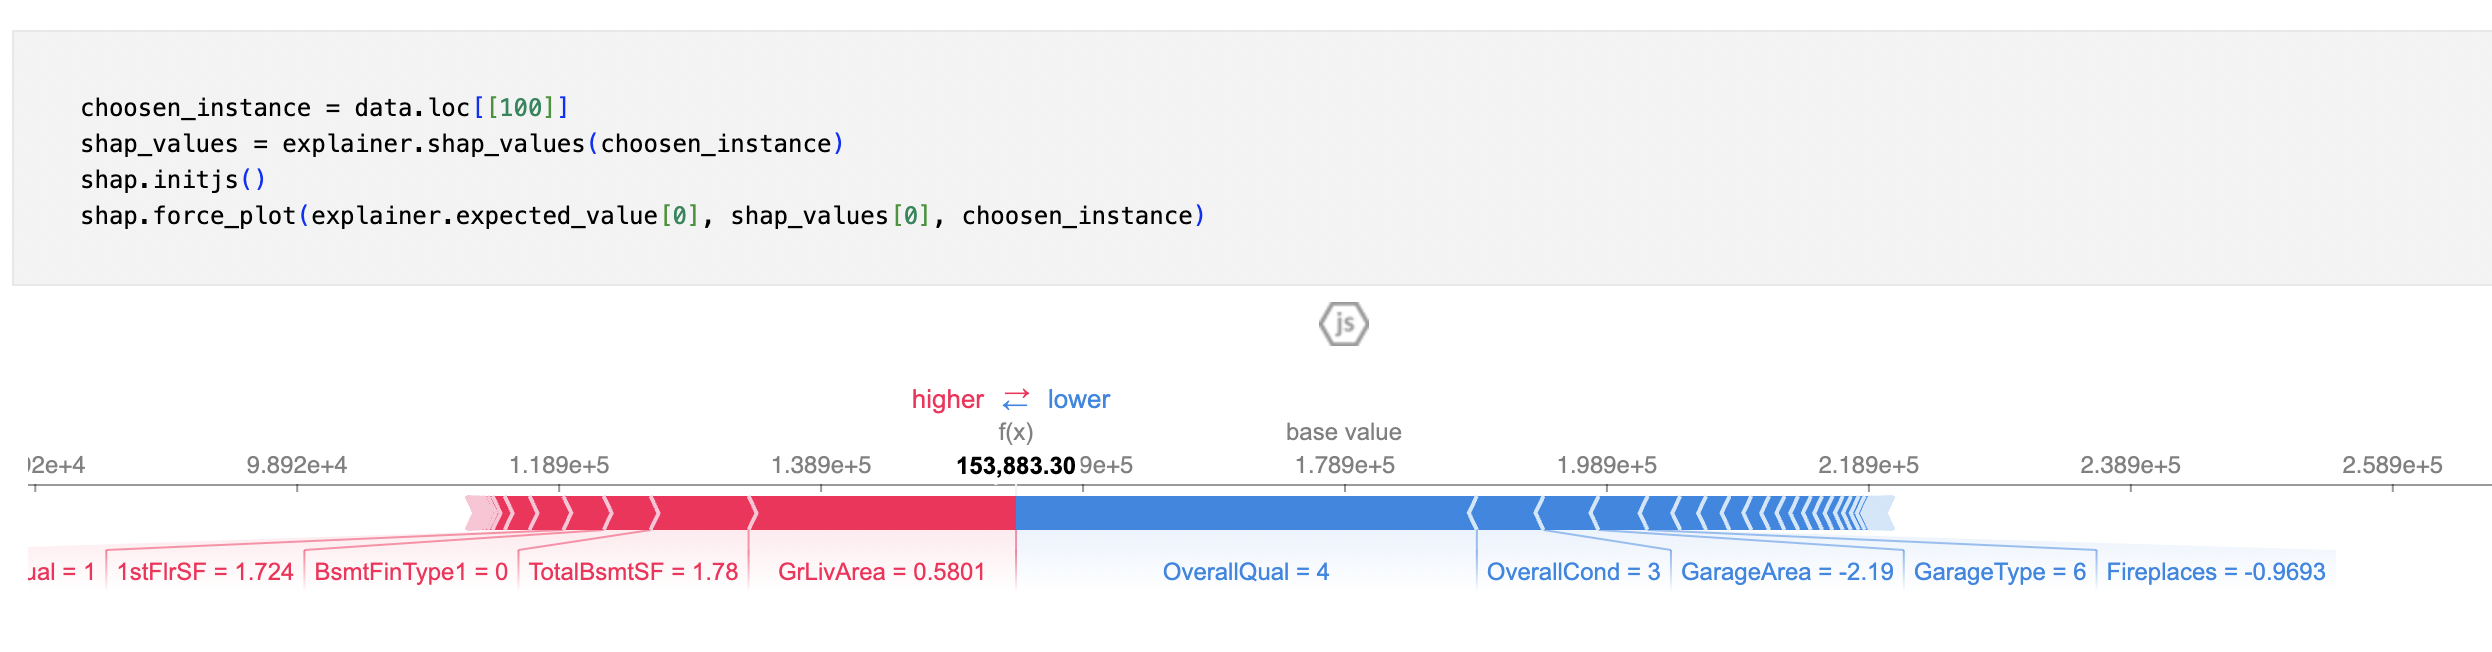 choosen_instance = data.loc[[100]]
shap_values = explainer.shap_values(choosen_instance)
shap.initjs()
shap.force_plot(explainer.expected_value[0], shap_values[0], choosen_instance)
js
higher lower
f(x) base value
2e+4 9.892e+4 1.189e+5 1.389e+5 153,883.30 9e+5 1.789e+5 1.989e+5 2.189e+5 2.389e+5 2.589e+5
ual = 1 1stFlrSF = 1.724 BsmtFinType1 = 0 TotalBsmtSF = 1.78 GrLivArea = 0.5801 OverallQual = 4 OverallCond = 3 GarageArea = -2.19 GarageType = 6 Fireplaces = -0.9693